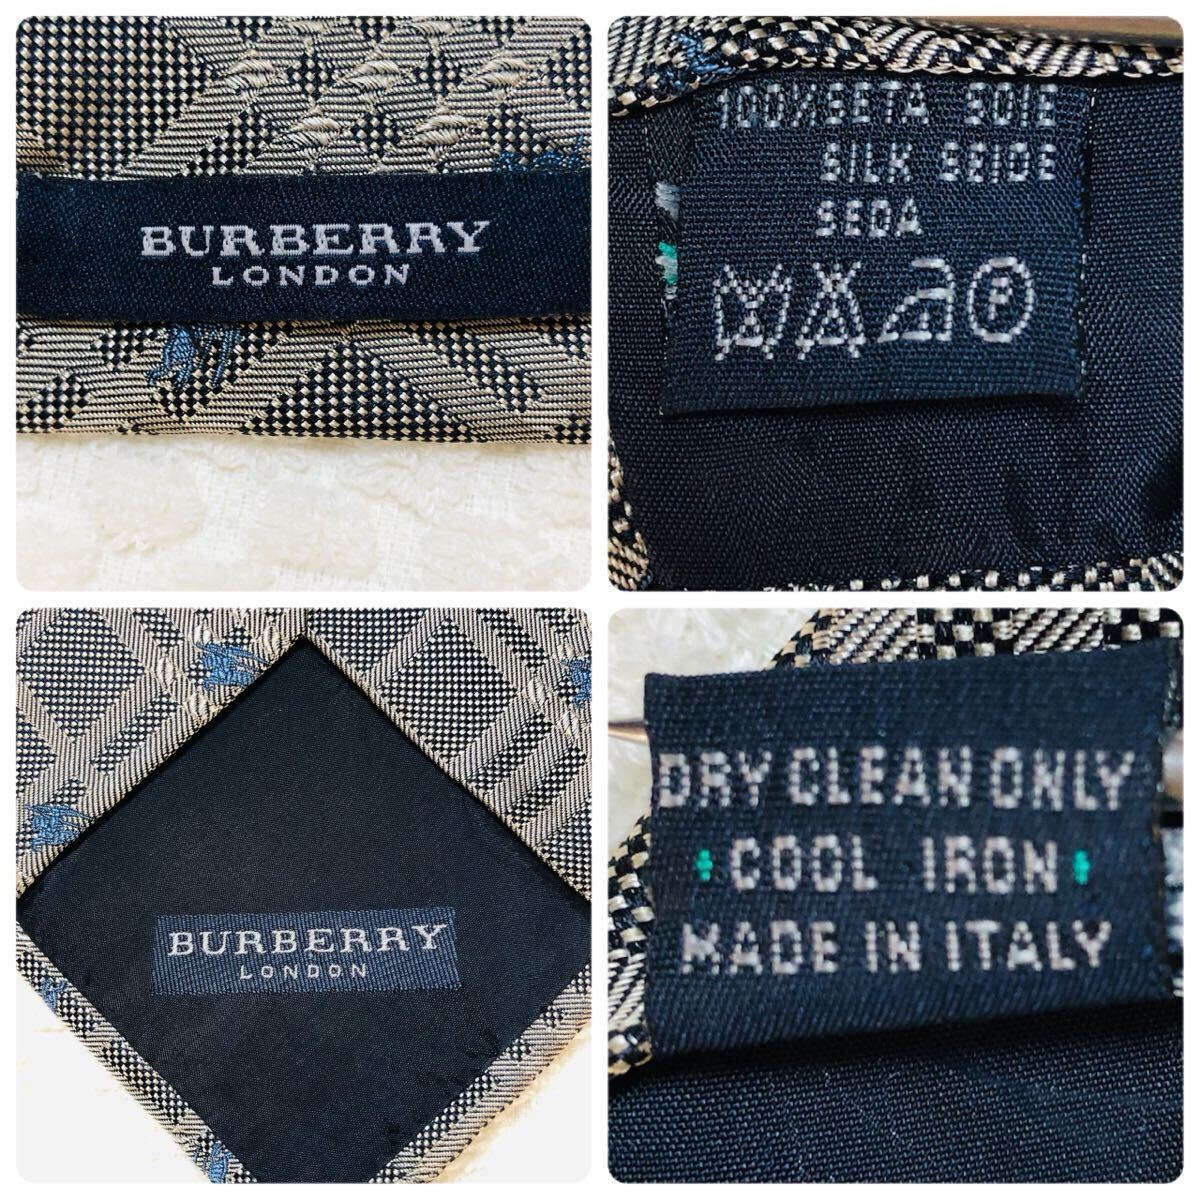 BURBERRY
LONDON
100% SETA SOIE
SILK SEIDE
SEDA
P
BURBERRY
LONDON
DRY CLEAN ONLY
COOL IRON
MADE IN ITALY